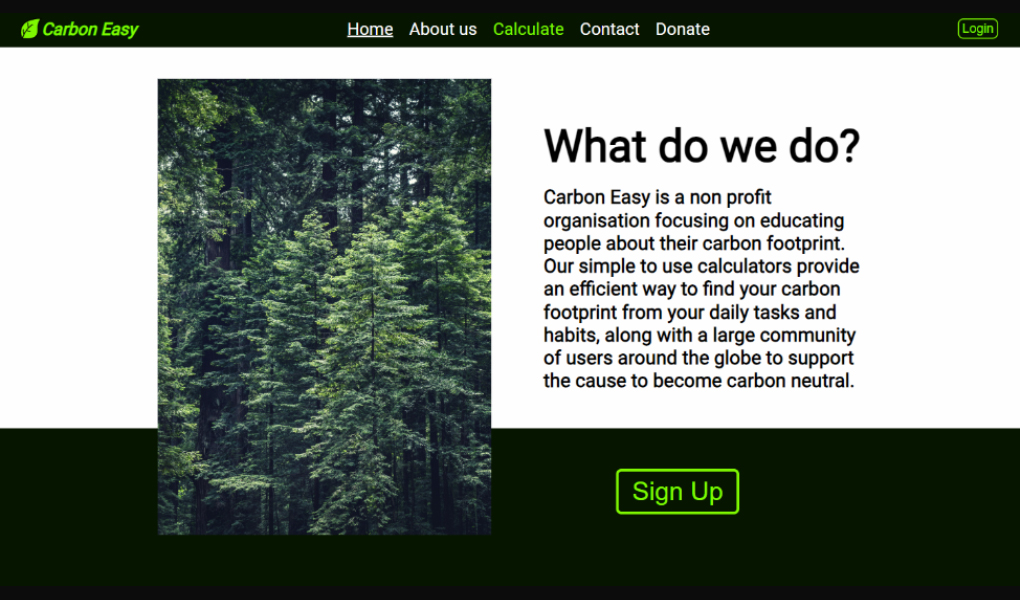 Carbon Easy
Home About us Calculate Contact Donate
Login
What do we do?
Carbon Easy is a non profit
organisation focusing on educating
people about their carbon footprint.
Our simple to use calculators provide
an efficient way to find your carbon
footprint from your daily tasks and
habits, along with a large community
of users around the globe to support
the cause to become carbon neutral.
Sign Up